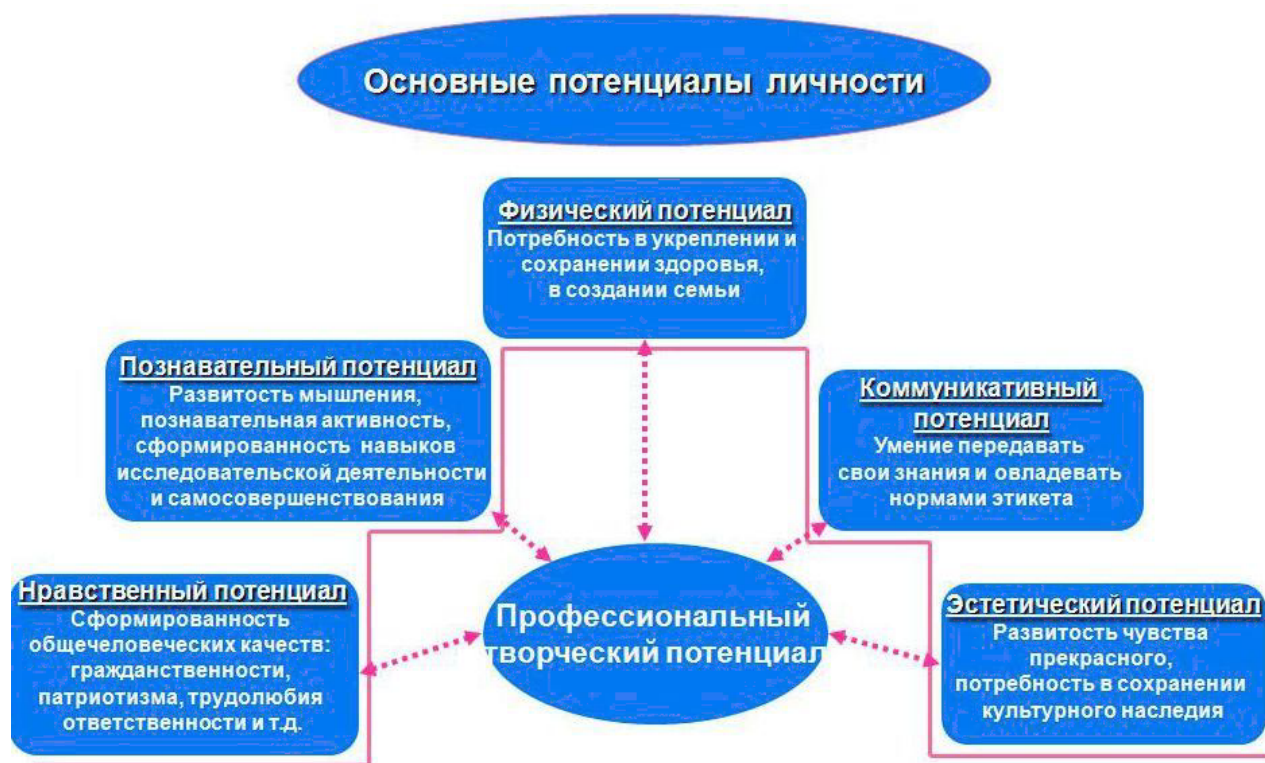 Основные потенциалы личности
Физический потенциал
Потребность в укреплении и
сохранении здоровья,
в создании семьи
Познавательный потенциал
Развитость мышления,
познавательная активность,
сформированность навыков
исследовательской деятельности
и самосовершенствования
Коммуникативный
потенциал
Умение передавать
свои знания и овладевать
нормами этикета
Нравственный потенциал
Сформированность
общечеловеческих качеств:
гражданственности,
патриотизма, трудолюбия
ответственности и т.д.
Профессиональный
творческий потенциал
Эстетический потенциал
Развитость чувства
прекрасного,
потребность в сохранении
культурного наследия